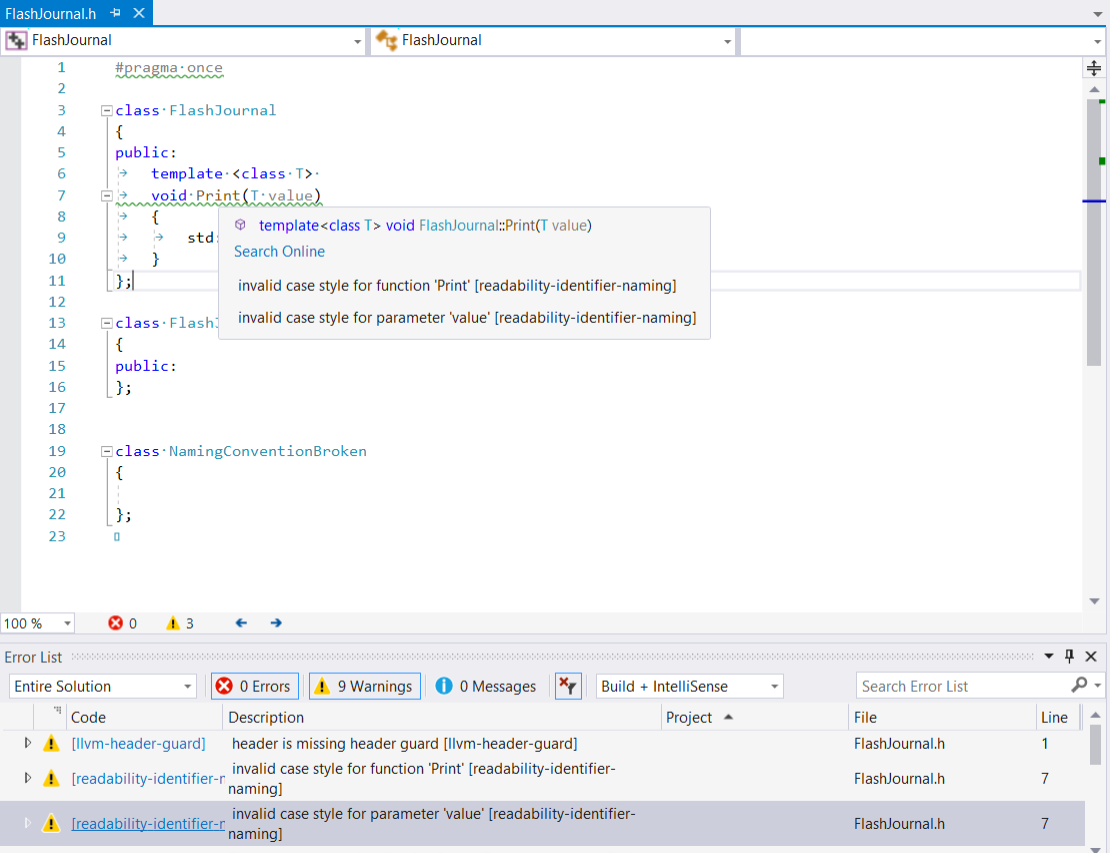 FlashJournal.h
FlashJournal FlashJournal
1 #pragma once
2
3 class FlashJournal
4 {
5 public:
6 template <class T>
7 void Print(T value)
8 {
9 std:
10 }
11 };
12
13 class Flash
14 {
15 public:
16 };
17
18
19 class NamingConventionBroken
20 {
21
22 };
23
template<class T> void FlashJournal::Print(T value)
Search Online
invalid case style for function 'Print' [readability-identifier-naming]
invalid case style for parameter 'value' [readability-identifier-naming]
100 % 0 3
Error List
Entire Solution 0 Errors 9 Warnings 0 Messages Build + IntelliSense Search Error List
Code Description Project File Line
[llvm-header-guard] header is missing header guard [llvm-header-guard] FlashJournal.h 1
[readability-identifier-n invalid case style for function 'Print' [readability-identifier-
naming] FlashJournal.h 7
[readability-identifier-n invalid case style for parameter 'value' [readability-identifier-
naming] FlashJournal.h 7